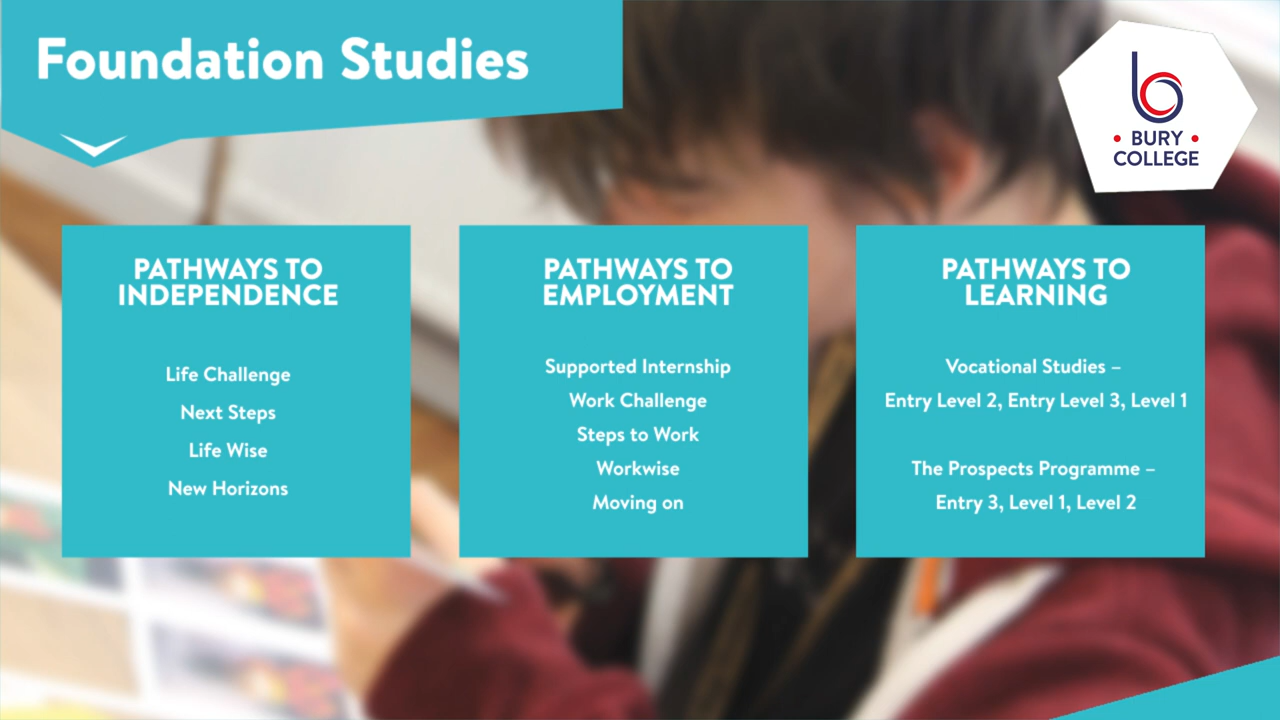 Foundation Studies
BURY
COLLEGE
PATHWAYS TO
INDEPENDENCE
Life Challenge
Next Steps
Life Wise
New Horizons
PATHWAYS TO
EMPLOYMENT
Supported Internship
Work Challenge
Steps to Work
Workwise
Moving on
PATHWAYS TO
LEARNING
Vocational Studies –
Entry Level 2, Entry Level 3, Level 1
The Prospects Programme –
Entry 3, Level 1, Level 2